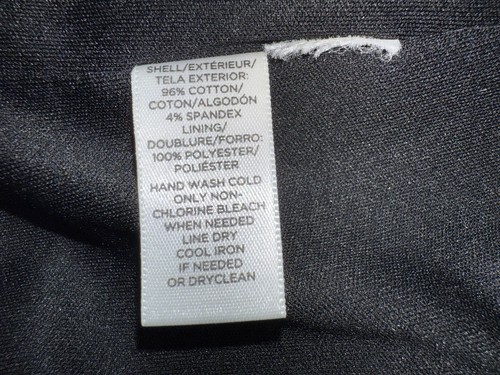 SHELL/EXTÉRIEUR/
TELA EXTERIOR:
96% COTTON/
COTON/ALGODÓN
4% SPANDEX
LINING/
DOUBLURE/FORRO:
100% POLYESTER/
POLIÉSTER
HAND WASH COLD
ONLY NON-
CHLORINE BLEACH
WHEN NEEDED
LINE DRY
COOL IRON
IF NEEDED
OR DRYCLEAN